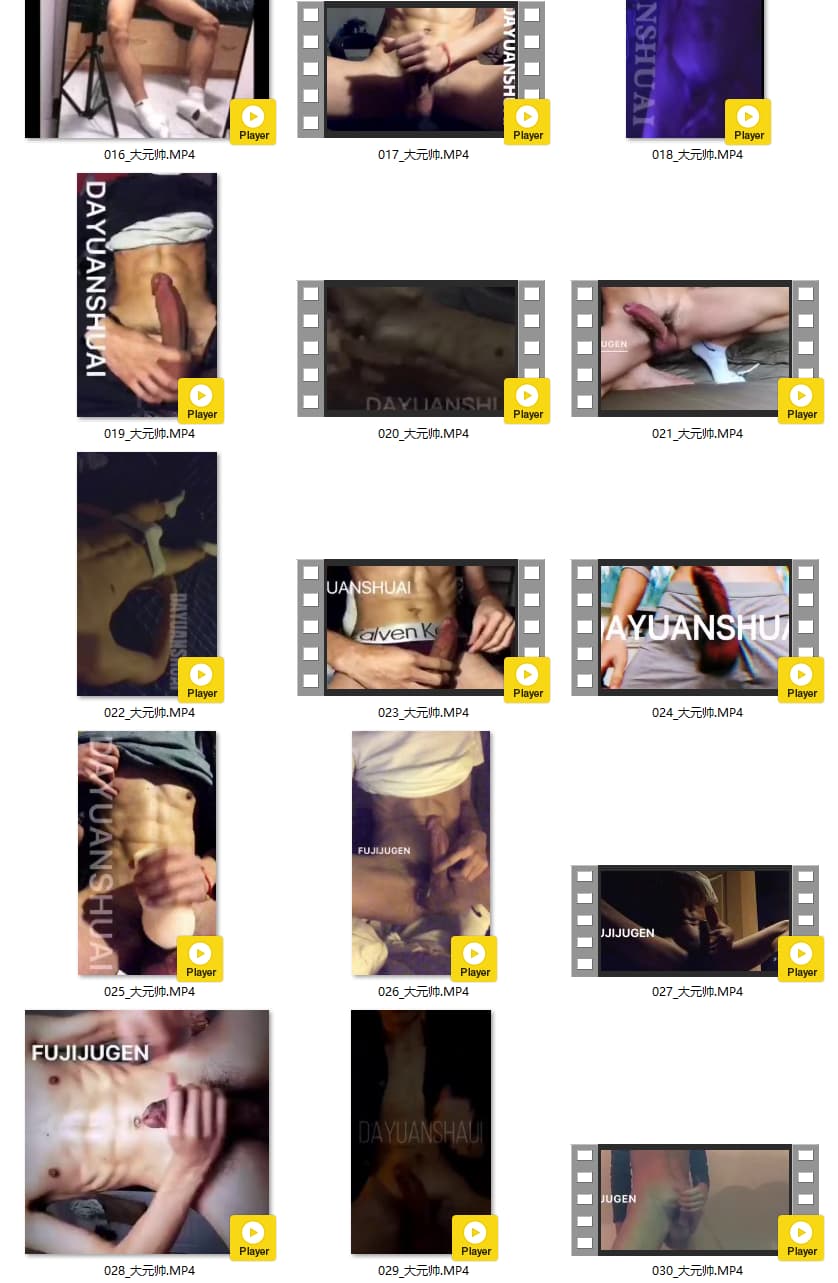 NSHUAI
DAYUANSHUAI
Player
Player
Player
016_大元帅.MP4
017_大元帅.MP4
018_大元帅.MP4
DAYUANSHUAI
DAYUANSHU
UGEN
Player
Player
Player
019_大元帅.MP4
020_大元帅.MP4
021_大元帅.MP4
UANSHUAI
alven K
AYUANSHUA
DAYUANSHUAI
Player
Player
Player
022_大元帅.MP4
023_大元帅.MP4
024_大元帅.MP4
DAYUANSHUAI
FUJIJUGEN
UJIJUGEN
Player
Player
Player
025_大元帅.MP4
026_大元帅.MP4
027_大元帅.MP4
FUJIJUGEN
DAYUANSHAUI
JUGEN
Player
Player
Player
028_大元帅.MP4
029_大元帅.MP4
030_大元帅.MP4